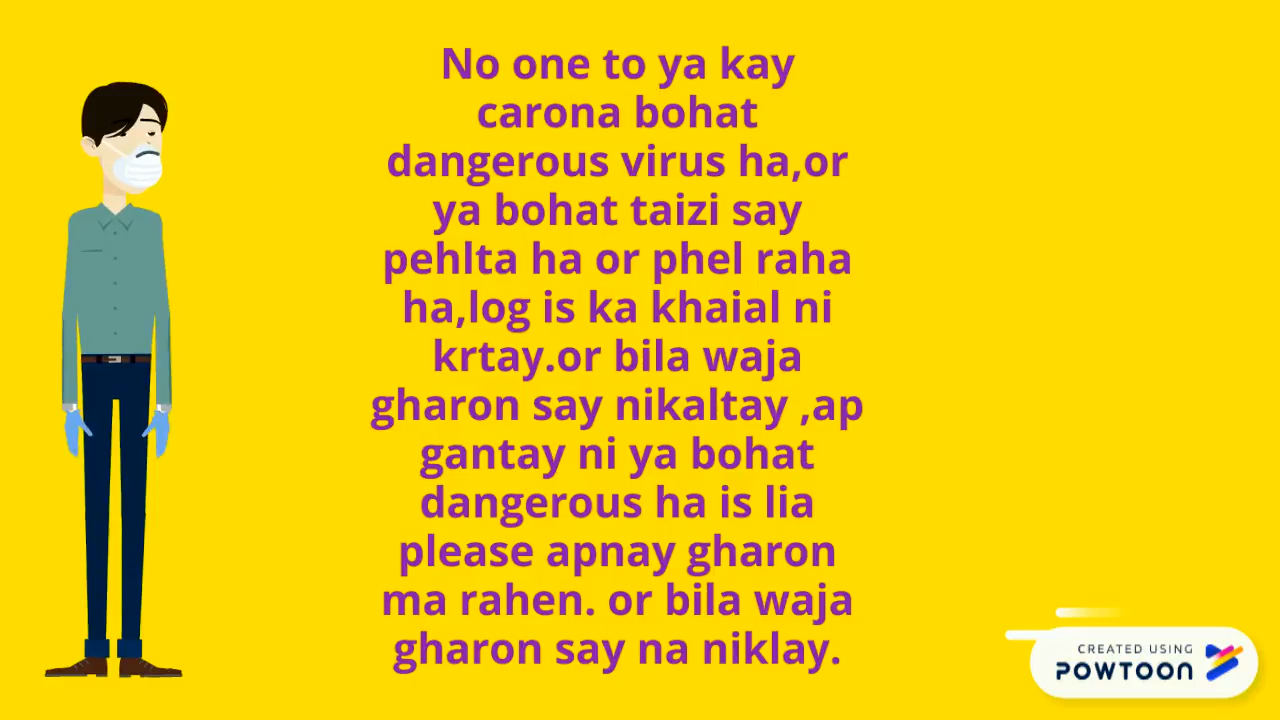 No one to ya kay
carona bohat
dangerous virus ha,or
ya bohat taizi say
pehlta ha or phel raha
ha,log is ka khaial ni
krtay.or bila waja
gharon say nikaltay ,ap
gantay ni ya bohat
dangerous ha is lia
please apnay gharon
ma rahen. or bila waja
gharon say na niklay.
CREATED USING
POWTOON